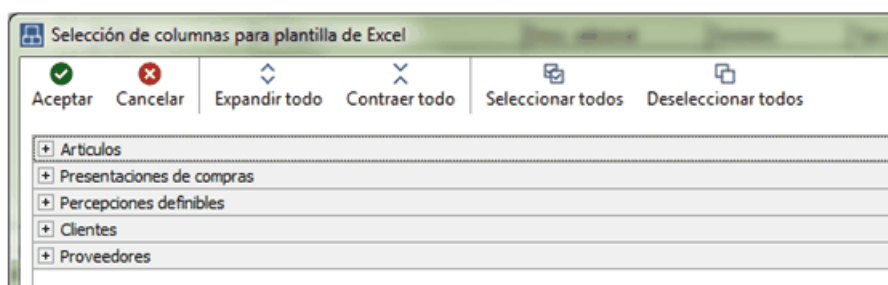 Selección de columnas para plantilla de Excel
Aceptar Cancelar Expandir todo Contraer todo Seleccionar todos Deseleccionar todos
Articulos
Presentaciones de compras
Percepciones definibles
Clientes
Proveedores